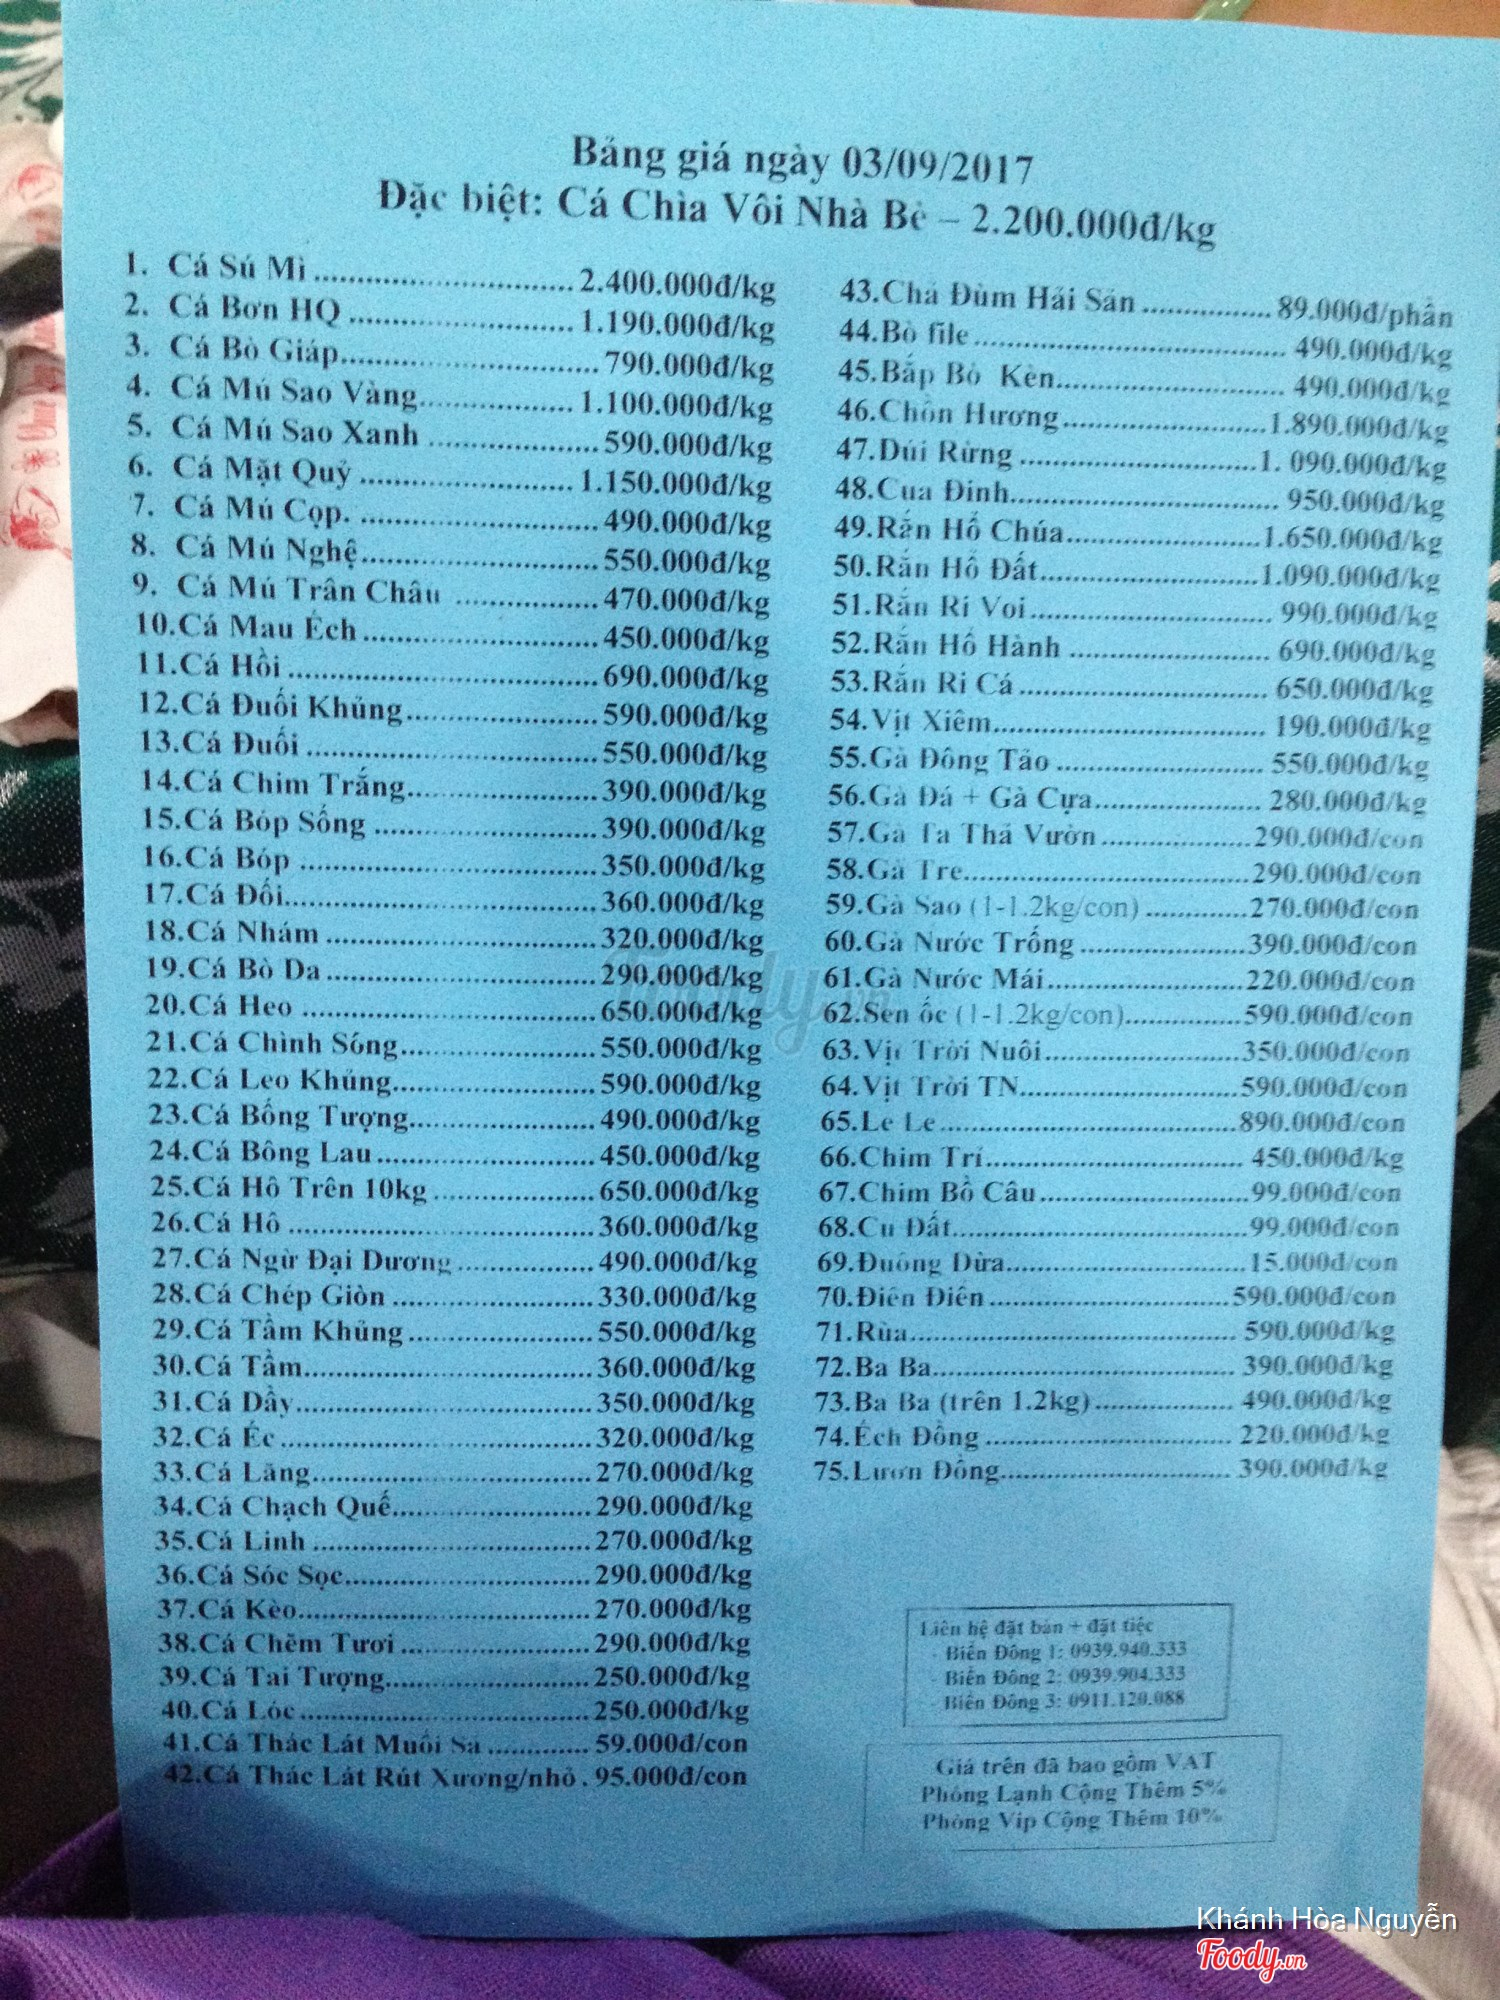 Bảng giá ngày 03/09/2017
Đặc biệt: Cá Chìa Vôi Nhà Bè – 2.200.000đ/kg
1. Cá Sú Mì .............................. 2.400.000đ/kg
2. Cá Bơn HQ .......................... 1.190.000đ/kg
3. Cá Bò Giáp.............................. 790.000đ/kg
4. Cá Mú Sao Vàng.................. 1.100.000đ/kg
5. Cá Mú Sao Xanh .................... 590.000đ/kg
6. Cá Mặt Quỷ ......................... 1.150.000đ/kg
7. Cá Mú Cọp. ............................ 490.000đ/kg
8. Cá Mú Nghệ............................ 550.000đ/kg
9. Cá Mú Trân Châu ................. 470.000đ/kg
10.Cá Mau Ếch ............................ 450.000đ/kg
11.Cá Hồi ..................................... 690.000đ/kg
12.Cá Đuối Khủng....................... 590.000đ/kg
13.Cá Đuối ................................... 550.000đ/kg
14.Cá Chim Trắng....................... 390.000đ/kg
15.Cá Bóp Sống ........................... 390.000đ/kg
16.Cá Bóp .................................... 350.000đ/kg
17.Cá Đối...................................... 360.000đ/kg
18.Cá Nhám ................................. 320.000đ/kg
19.Cá Bò Da ................................. 290.000đ/kg
20.Cá Heo .................................... 650.000đ/kg
21.Cá Chình Sông........................ 550.000đ/kg
22.Cá Leo Khủng......................... 590.000đ/kg
23.Cá Bống Tượng....................... 490.000đ/kg
24.Cá Bông Lau ........................... 450.000đ/kg
25.Cá Hô Trên 10kg .................... 650.000đ/kg
26.Cá Hô ...................................... 360.000đ/kg
27.Cá Ngừ Đại Dương................. 490.000đ/kg
28.Cá Chép Giòn ......................... 330.000đ/kg
29.Cá Tầm Khủng ....................... 550.000đ/kg
30.Cá Tầm.................................... 360.000đ/kg
31.Cá Dầy..................................... 350.000đ/kg
32.Cá Éc ....................................... 320.000đ/kg
33.Cá Lăng................................... 270.000đ/kg
34.Cá Chạch Quế......................... 290.000đ/kg
35.Cá Linh ................................... 270.000đ/kg
36.Cá Sóc Sọc............................... 290.000đ/kg
37.Cá Kèo..................................... 270.000đ/kg
38.Cá Chẽm Tươi ........................ 290.000đ/kg
39.Cá Tai Tượng.......................... 250.000đ/kg
40.Cá Lóc ..................................... 250.000đ/kg
41.Cá Thác Lát Muối Sả ............. 59.000đ/con
42.Cá Thác Lát Rút Xương/nhỏ . 95.000đ/con
43.Chả Đùm Hải Sản ................ 89.000đ/phần
44.Bò file ...................................... 490.000đ/kg
45.Bắp Bò Kèn............................ 490.000đ/kg
46.Chồn Hương.........................1.890.000đ/kg
47.Dúi Rừng .............................1. 090.000đ/kg
48.Cua Đinh................................. 950.000đ/kg
49.Rắn Hổ Chúa........................1.650.000đ/kg
50.Rắn Hổ Đất...........................1.090.000đ/kg
51.Rắn Ri Voi .............................. 990.000đ/kg
52.Rắn Hổ Hành ......................... 690.000đ/kg
53.Rắn Ri Cá ............................... 650.000đ/kg
54.Vịt Xiêm.................................. 190.000đ/kg
55.Gà Đông Tảo .......................... 550.000đ/kg
56.Gà Đá + Gà Cựa..................... 280.000đ/kg
57.Gà Ta Thả Vườn ...................290.000đ/con
58.Gà Tre....................................290.000đ/con
59.Gà Sao (1-1.2kg/con) .............270.000đ/con
60.Gà Nước Trống .....................390.000đ/con
61.Gà Nước Mái.........................220.000đ/con
62.Sen ốc (1-1.2kg/con)...............590.000đ/con
63.Vịt Trời Nuôi.........................350.000đ/con
64.Vịt Trời TN............................590.000đ/con
65.Le Le......................................890.000đ/con
66.Chim Trí................................. 450.000đ/kg
67.Chim Bồ Câu ..........................99.000đ/con
68.Cu Đất.....................................99.000đ/con
69.Đuông Dừa..............................15.000đ/con
70.Điên Điển ...............................590.000đ/con
71.Rùa.......................................... 590.000đ/kg
72.Ba Ba....................................... 390.000đ/kg
73.Ba Ba (trên 1.2kg).................. 490.000đ/kg
74.Ếch Đồng ................................ 220.000đ/kg
75.Lươn Đồng.............................. 390.000đ/kg
Liên hệ đặt bàn + đặt tiệc
- Biển Đông 1: 0939.940.333
- Biển Đông 2: 0939.904.333
- Biển Đông 3: 0911.120.088
Giá trên đã bao gồm VAT
Phòng Lạnh Cộng Thêm 5%
Phòng Vip Cộng Thêm 10%
Khánh Hòa Nguyễn
Foody.vn